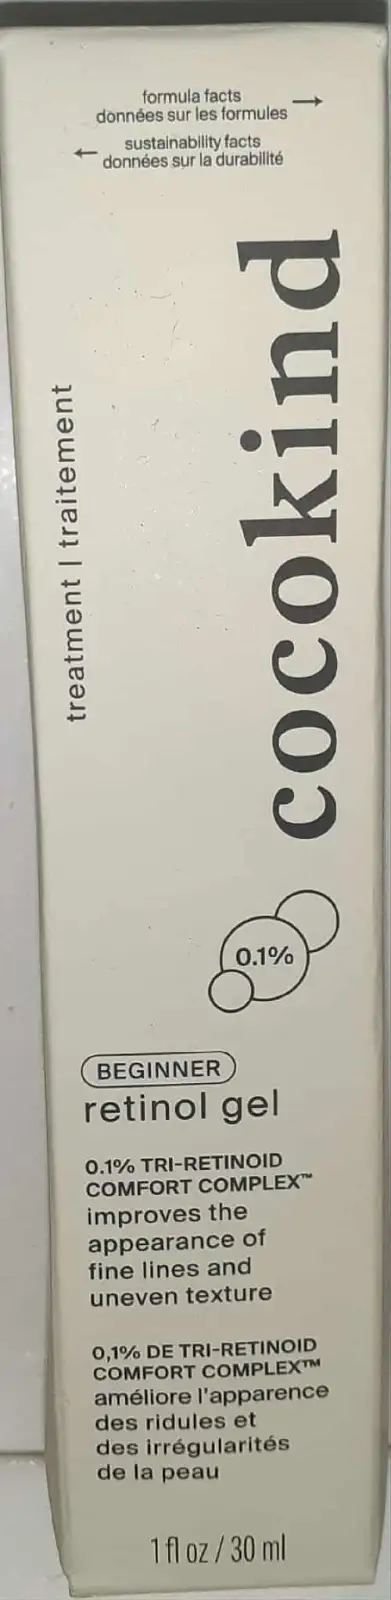 formula facts →
données sur les formules
← sustainability facts
données sur la durabilité
cocokind
treatment | traitement
0.1%
BEGINNER
retinol gel
0.1% TRI-RETINOID
COMFORT COMPLEX™
improves the
appearance of
fine lines and
uneven texture
0,1% DE TRI-RETINOID
COMFORT COMPLEX™
améliore l'apparence
des ridules et
des irrégularités
de la peau
1 fl oz / 30 ml